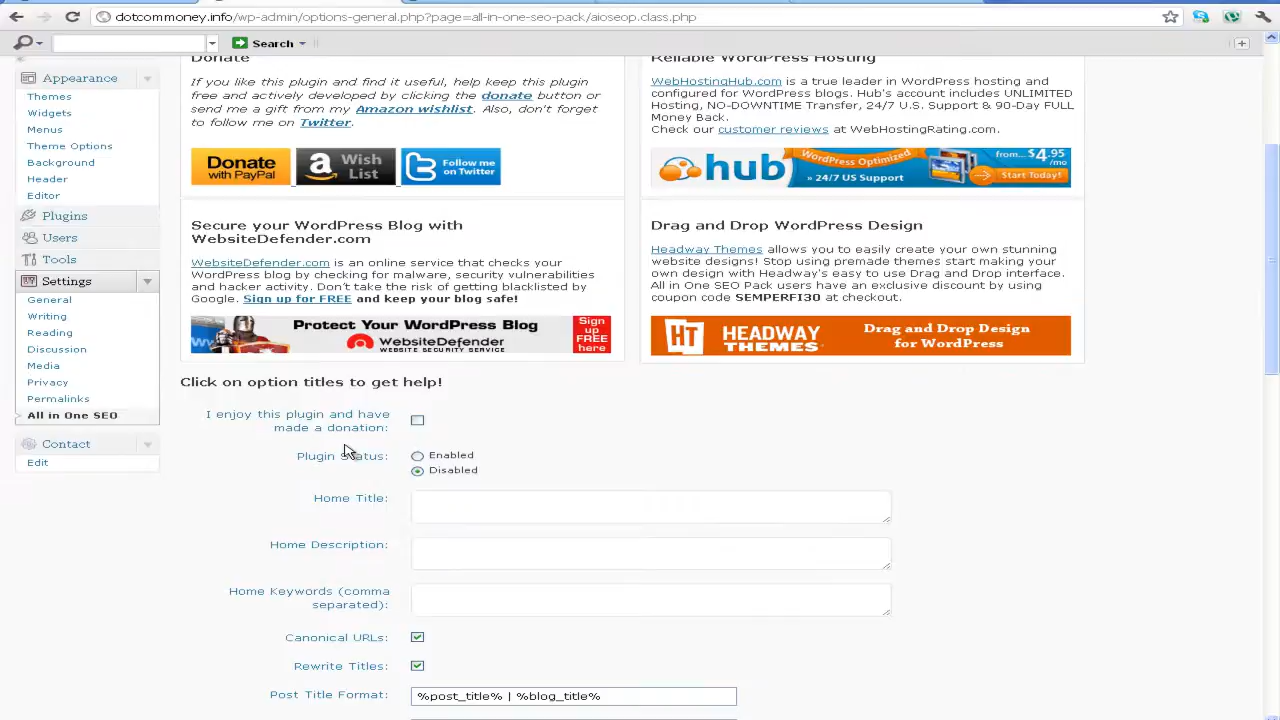 dotcommoney.info/wp-admin/options-general.php?page=all-in-one-seo-pack/aioseop.class.php
Search
Appearance
Themes
Widgets
Menus
Theme Options
Background
Header
Editor
Plugins
Users
Tools
Settings
General
Writing
Reading
Discussion
Media
Privacy
Permalinks
All in One SEO
Contact
Edit
Donate
If you like this plugin and find it useful, help keep this plugin
free and actively developed by clicking the donate button or
send me a gift from my Amazon wishlist. Also, don't forget
to follow me on Twitter.
Donate
with PayPal
Wish
List
Follow me
on Twitter
Reliable WordPress Hosting
WebHostingHub.com is a true leader in WordPress hosting and
configured for WordPress blogs. Hub's account includes UNLIMITED
Hosting, NO-DOWNTIME Transfer, 24/7 U.S. Support & 90-Day FULL
Money Back.
Check our customer reviews at WebHostingRating.com.
hub
WordPress Optimized
» 24/7 US Support
from... $4.95
/mo
Start Today!
Secure your WordPress Blog with
WebsiteDefender.com
WebsiteDefender.com is an online service that checks your
WordPress blog by checking for malware, security vulnerabilities
and hacker activity. Don't take the risk of getting blacklisted by
Google. Sign up for FREE and keep your blog safe!
Protect Your WordPress Blog
WebsiteDefender
WEBSITE SECURITY SERVICE
Sign
up
FREE
here
Drag and Drop WordPress Design
Headway Themes allows you to easily create your own stunning
website designs! Stop using premade themes start making your
own design with Headway's easy to use Drag and Drop interface.
All in One SEO Pack users have an exclusive discount by using
coupon code SEMPERFI30 at checkout.
HT
HEADWAY
THEMES
Drag and Drop Design
for WordPress
Click on option titles to get help!
I enjoy this plugin and have
made a donation:
Plugin Status:
Enabled
Disabled
Home Title:
Home Description:
Home Keywords (comma
separated):
Canonical URLs:
Rewrite Titles:
Post Title Format:
%post_title% | %blog_title%